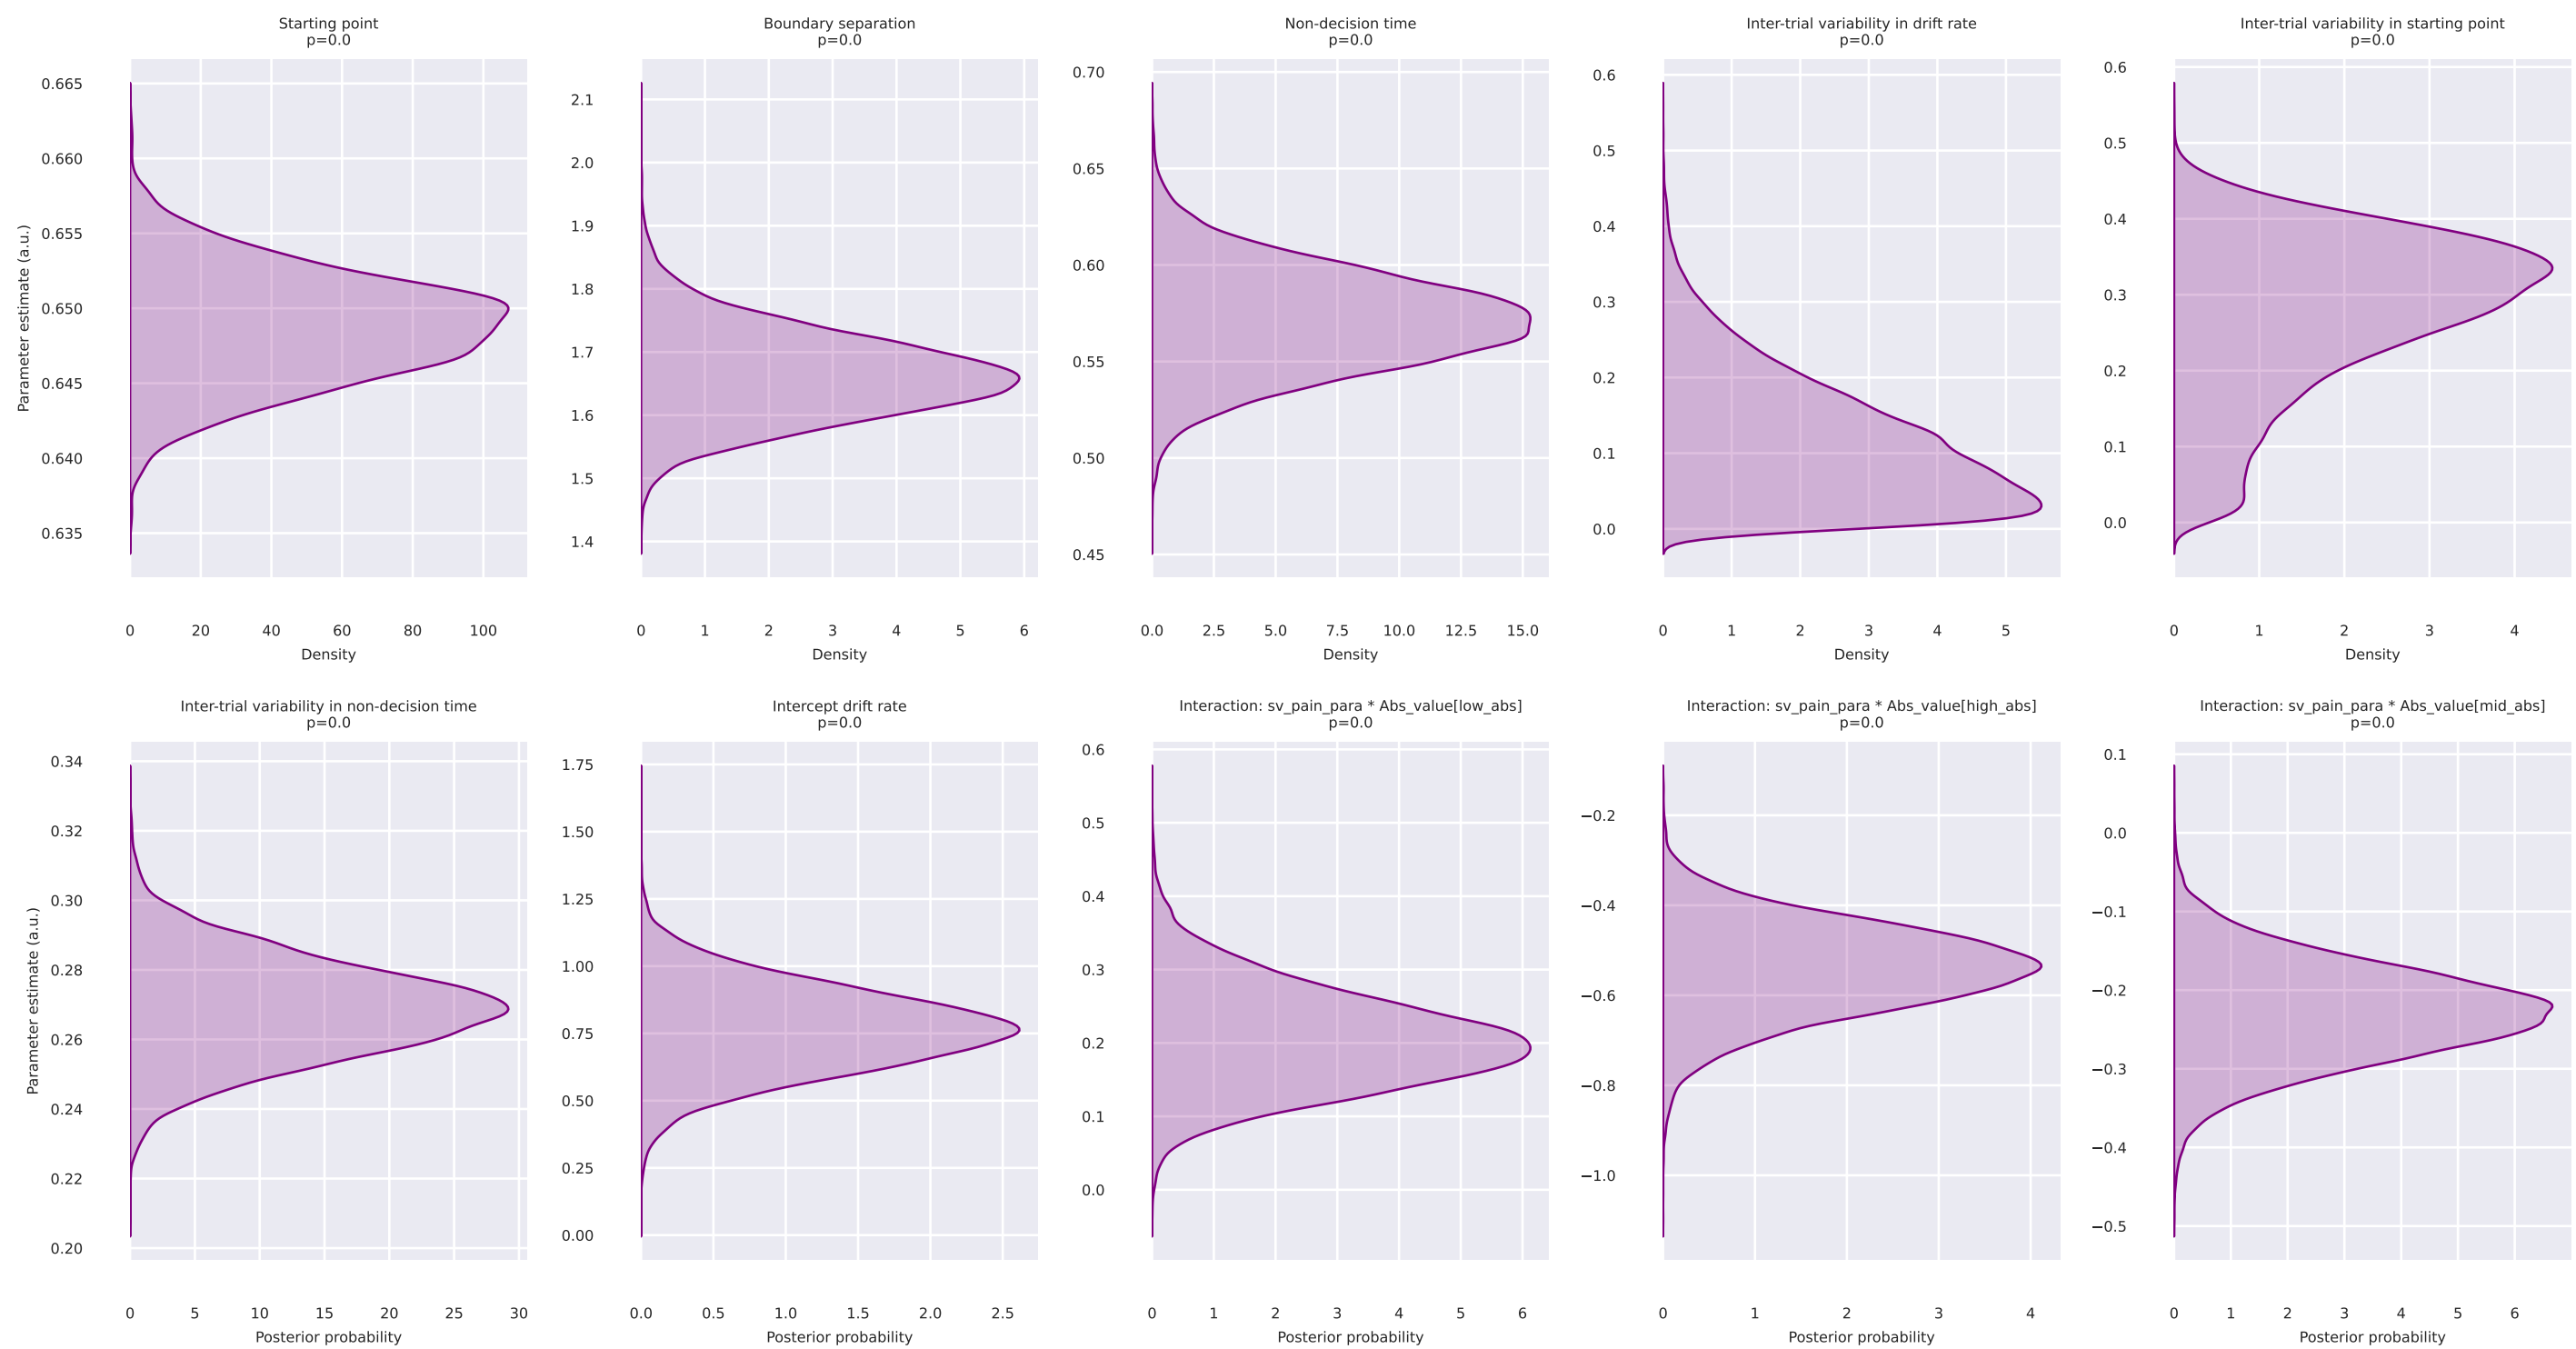 Starting point
p=0.0
Boundary separation
p=0.0
Non-decision time
p=0.0
Inter-trial variability in drift rate
p=0.0
Inter-trial variability in starting point
p=0.0
Parameter estimate (a.u.)
0.665
0.660
0.655
0.650
0.645
0.640
0.635
0 20 40 60 80 100
Density
2.1
2.0
1.9
1.8
1.7
1.6
1.5
1.4
0 1 2 3 4 5 6
Density
0.70
0.65
0.60
0.55
0.50
0.45
0.0 2.5 5.0 7.5 10.0 12.5 15.0
Density
0.6
0.5
0.4
0.3
0.2
0.1
0.0
0 1 2 3 4 5
Density
0.6
0.5
0.4
0.3
0.2
0.1
0.0
0 1 2 3 4
Density
Inter-trial variability in non-decision time
p=0.0
Intercept drift rate
p=0.0
Interaction: sv_pain_para * Abs_value[low_abs]
p=0.0
Interaction: sv_pain_para * Abs_value[high_abs]
p=0.0
Interaction: sv_pain_para * Abs_value[mid_abs]
p=0.0
Parameter estimate (a.u.)
0.34
0.32
0.30
0.28
0.26
0.24
0.22
0.20
0 5 10 15 20 25 30
Posterior probability
1.75
1.50
1.25
1.00
0.75
0.50
0.25
0.00
0.0 0.5 1.0 1.5 2.0 2.5
Posterior probability
0.6
0.5
0.4
0.3
0.2
0.1
0.0
0 1 2 3 4 5 6
Posterior probability
−0.2
−0.4
−0.6
−0.8
−1.0
0 1 2 3 4
Posterior probability
0.1
0.0
−0.1
−0.2
−0.3
−0.4
−0.5
0 1 2 3 4 5 6
Posterior probability